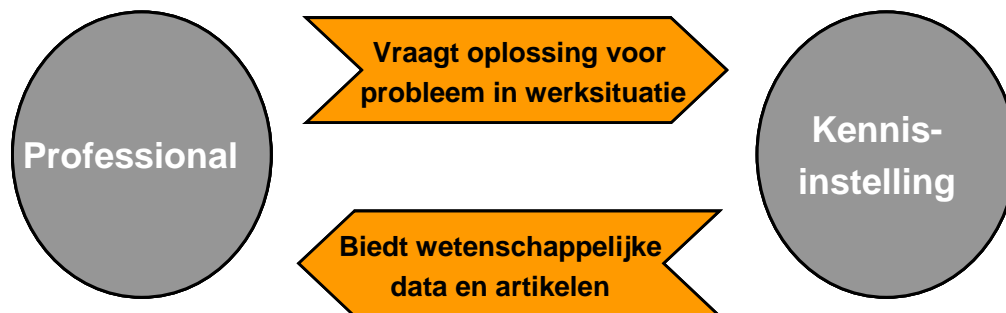 Professional
Vraagt oplossing voor
probleem in werksituatie
Kennis-
instelling
Biedt wetenschappelijke
data en artikelen